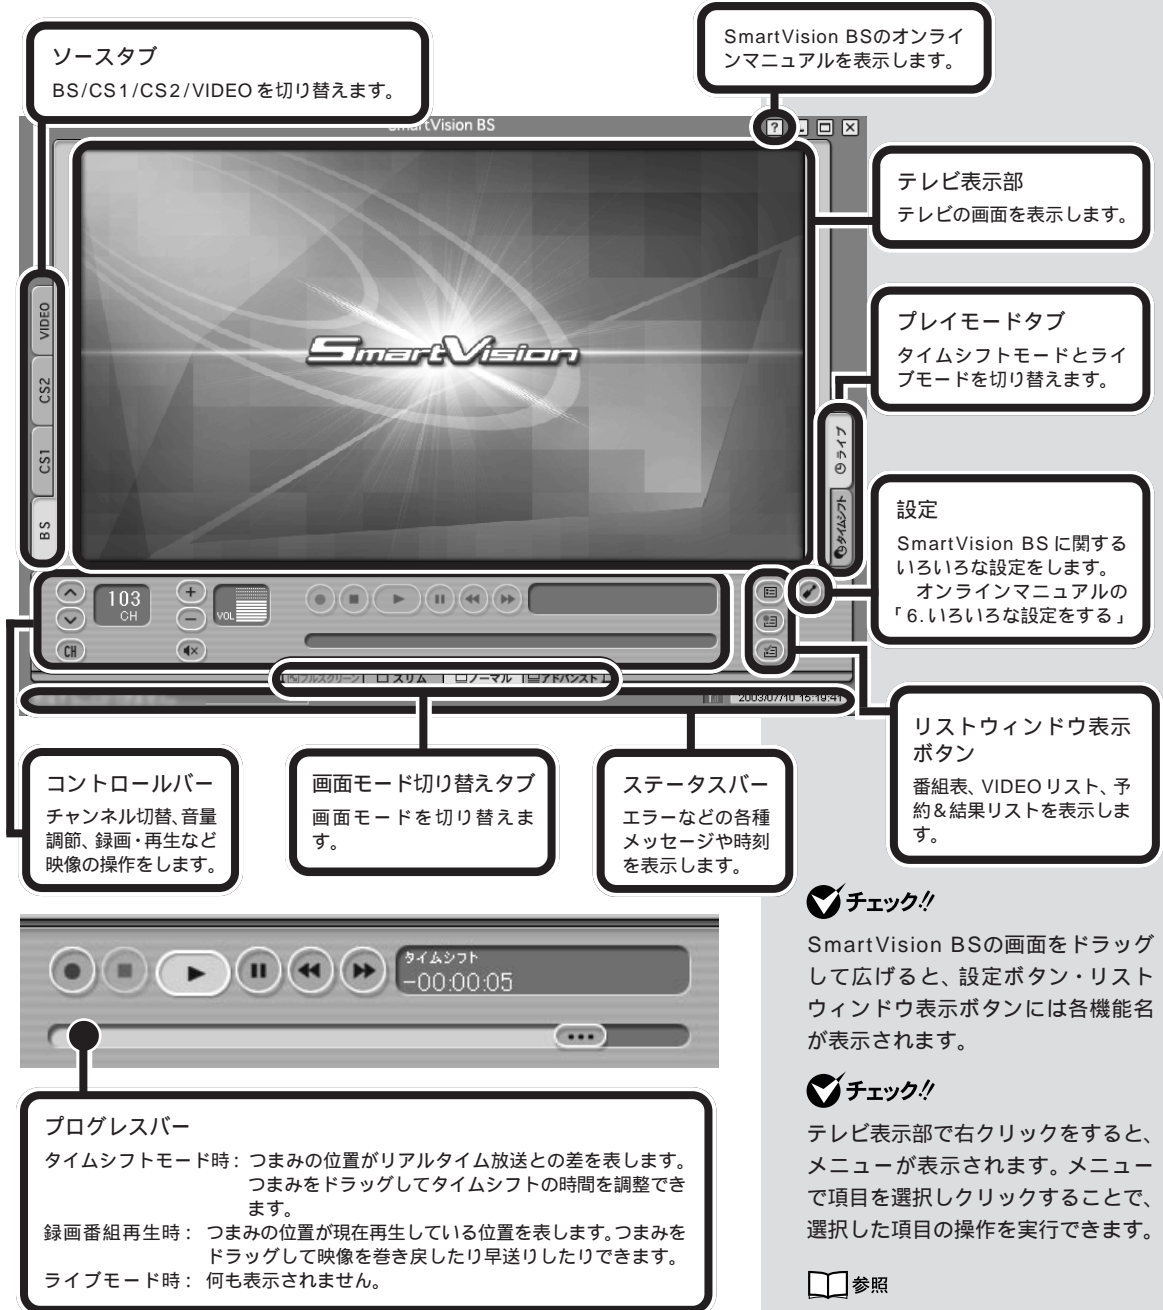 ソースタブ
BS/CS1/CS2/VIDEOを切り替えます。
SmartVision BSのオンライ
ンマニュアルを表示します。
SmartVision BS
?
テレビ表示部
テレビの画面を表示します。
SmartVision
VIDEO
CS2
CS1
BS
プレイモードタブ
タイムシフトモードとライ
ブモードを切り替えます。
ライブ
タイムシフト
設定
SmartVision BSに関する
いろいろな設定をします。
オンラインマニュアルの
「6.いろいろな設定をする」
103
CH
VOL
CH
フルスクリーン スリム ノーマル アドバンスト
2003/07/10 15:19:41
リストウィンドウ表示
ボタン
番組表、VIDEOリスト、予
約&結果リストを表示しま
す。
コントロールバー
チャンネル切替、音量
調節、録画・再生など
映像の操作をします。
画面モード切り替えタブ
画面モードを切り替えま
す。
ステータスバー
エラーなどの各種
メッセージや時刻
を表示します。
タイムシフト
-00:00:05
プログレスバー
タイムシフトモード時: つまみの位置がリアルタイム放送との差を表します。
つまみをドラッグしてタイムシフトの時間を調整でき
ます。
録画番組再生時: つまみの位置が現在再生している位置を表します。つまみを
ドラッグして映像を巻き戻したり早送りしたりできます。
ライブモード時: 何も表示されません。
チェック!!
SmartVision BSの画面をドラッグ
して広げると、設定ボタン・リスト
ウィンドウ表示ボタンには各機能名
が表示されます。
チェック!!
テレビ表示部で右クリックをすると、
メニューが表示されます。メニュー
で項目を選択しクリックすることで、
選択した項目の操作を実行できます。
参照